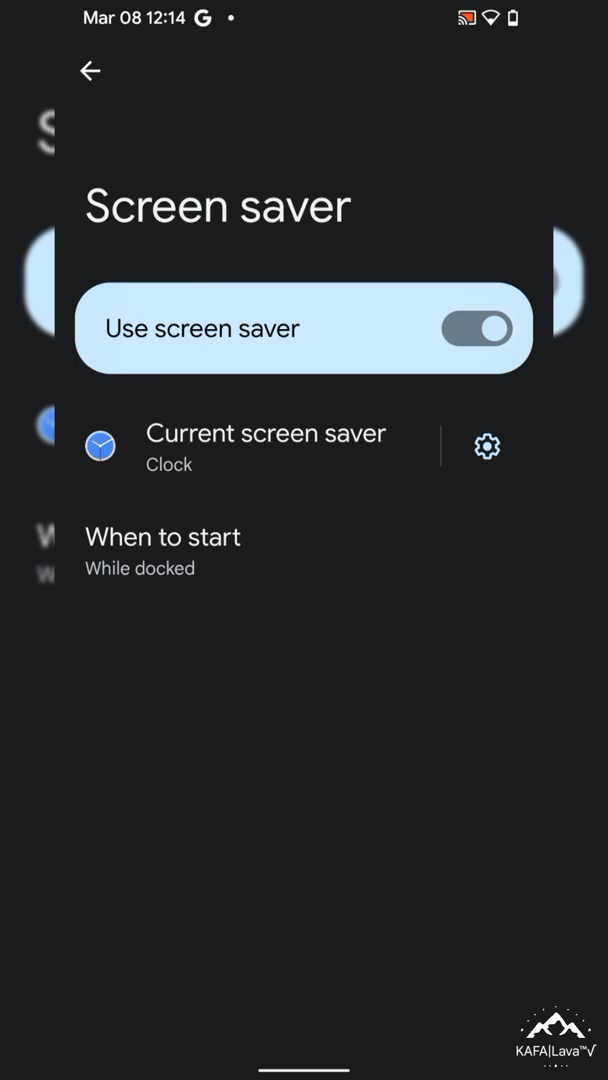 Mar 08 12:14 G
Screen saver
Use screen saver
Current screen saver
Clock
When to start
While docked
KAFA|Lava™√